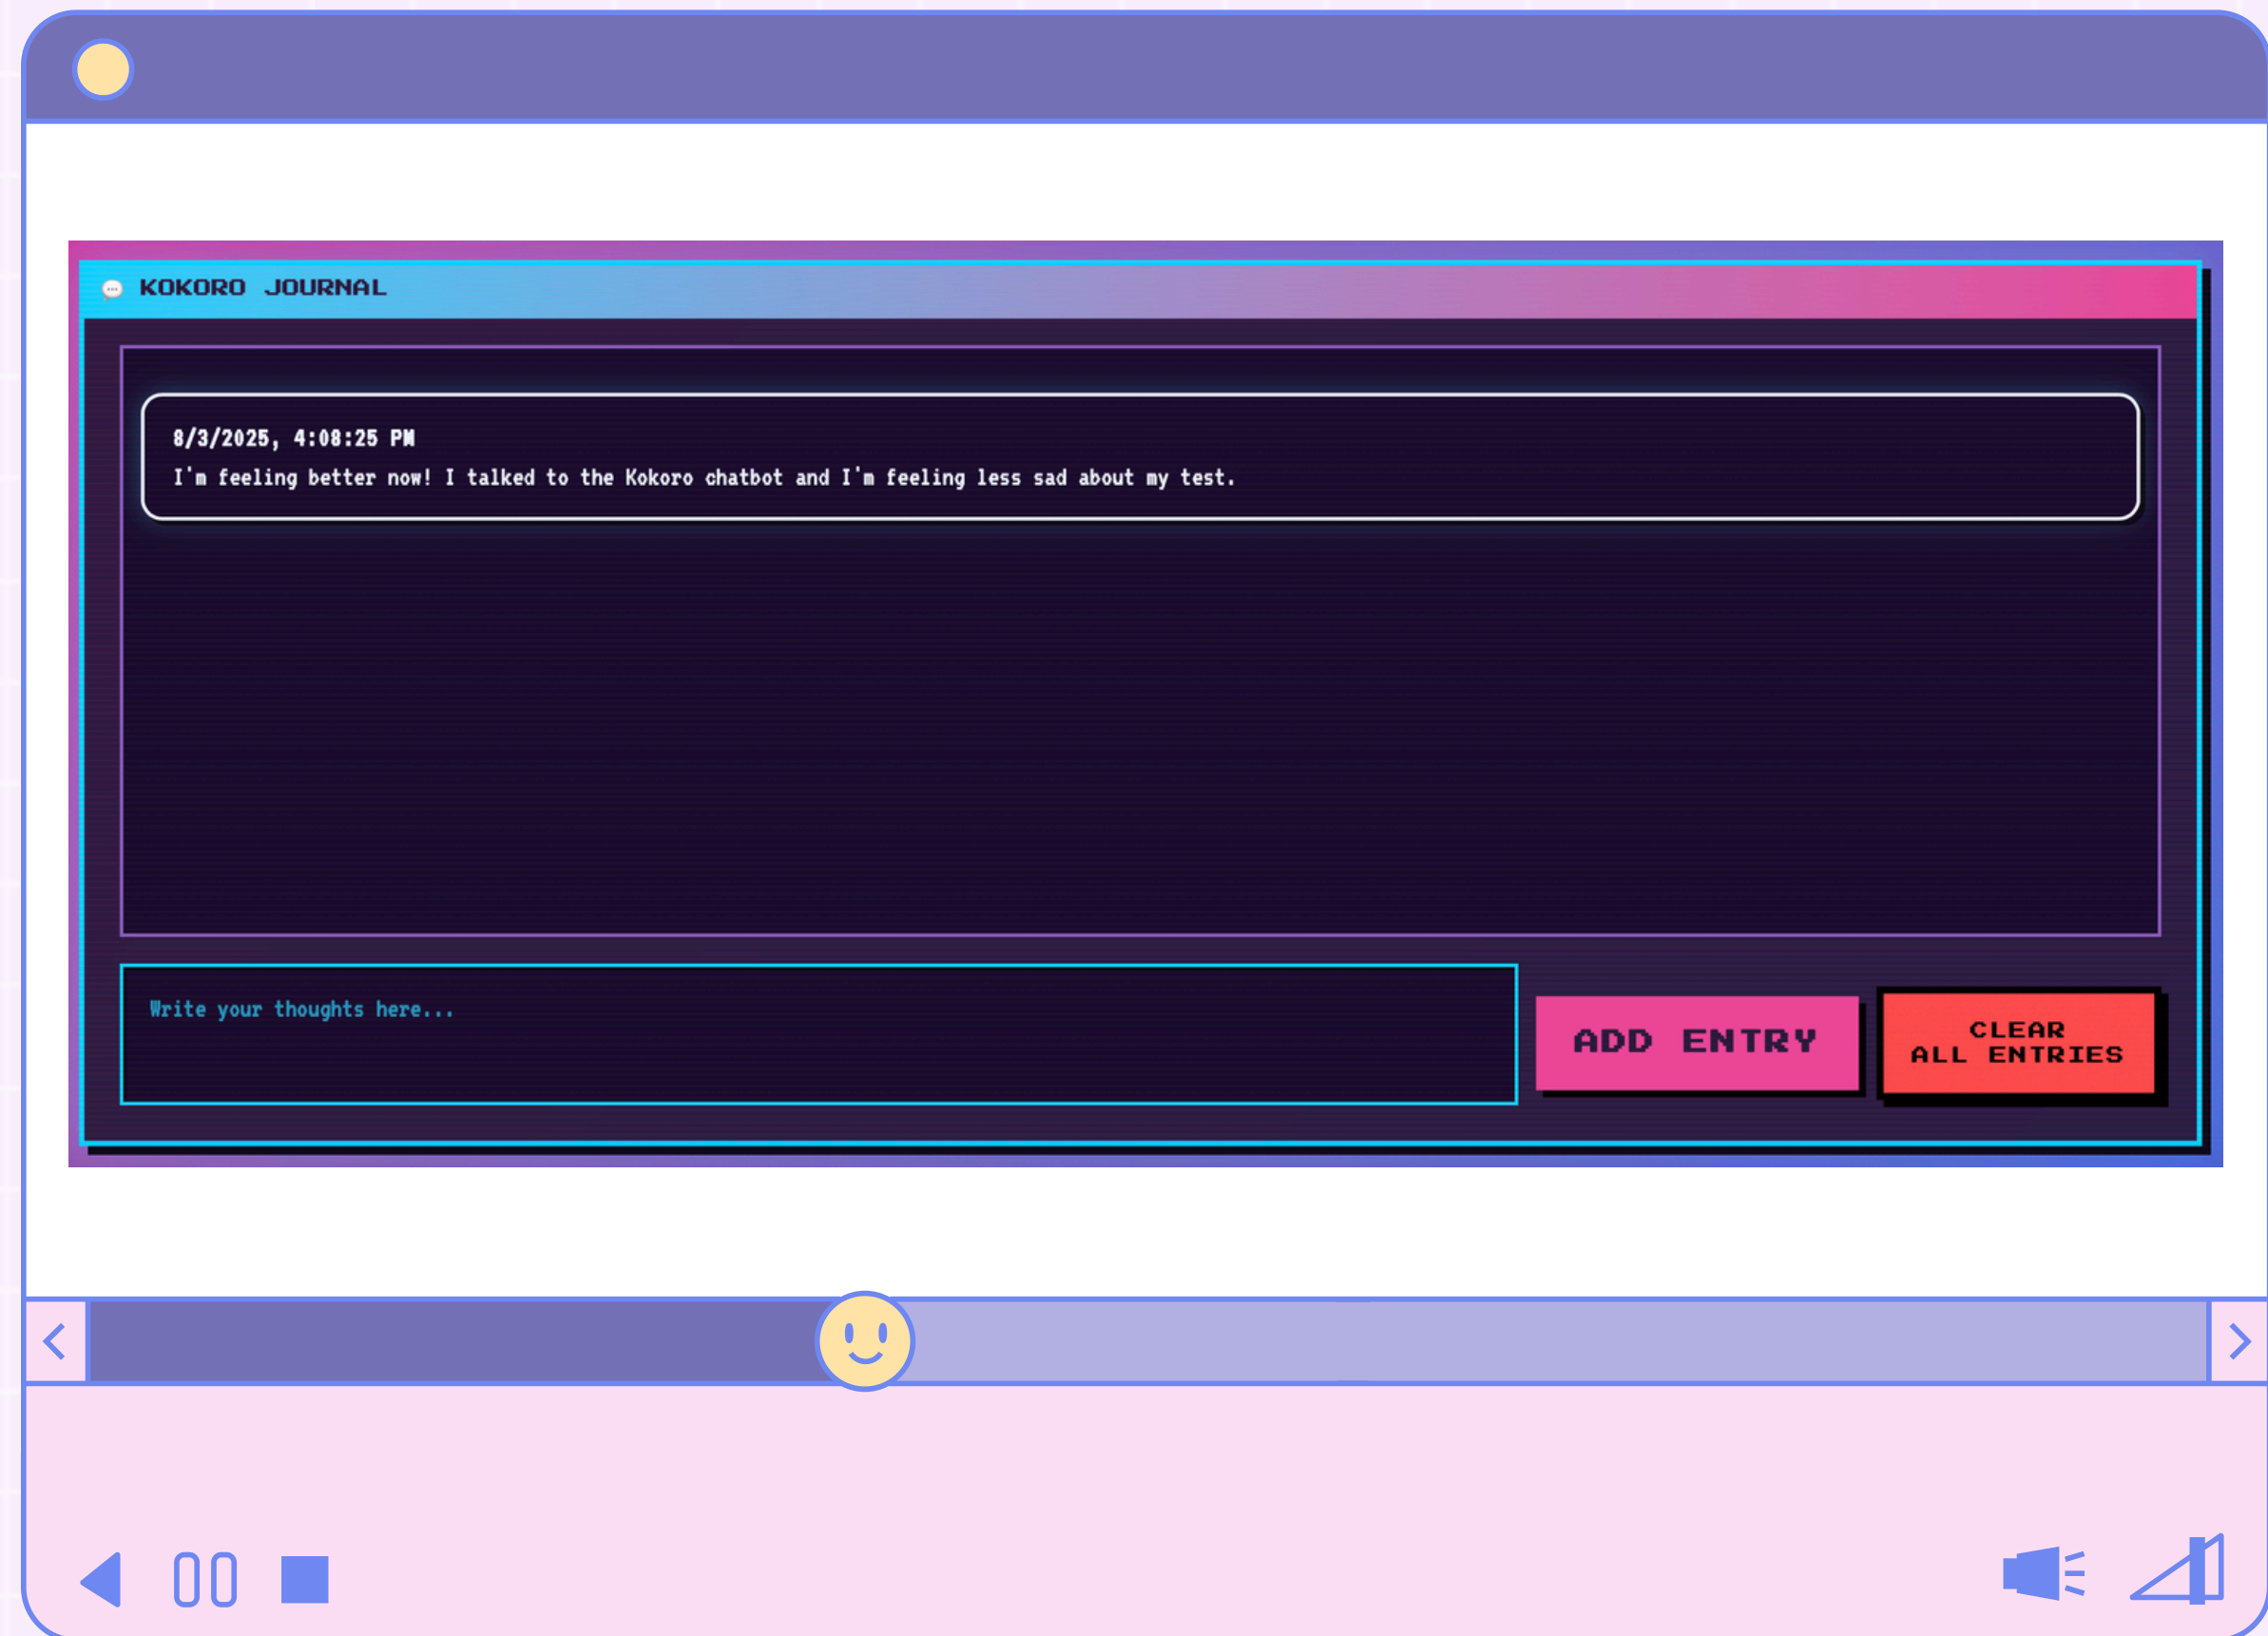 KOKORO JOURNAL
8/3/2025, 4:08:25 PM
I'm feeling better now! I talked to the Kokoro chatbot and I'm feeling less sad about my test.
Write your thoughts here...
ADD ENTRY
CLEAR
ALL ENTRIES